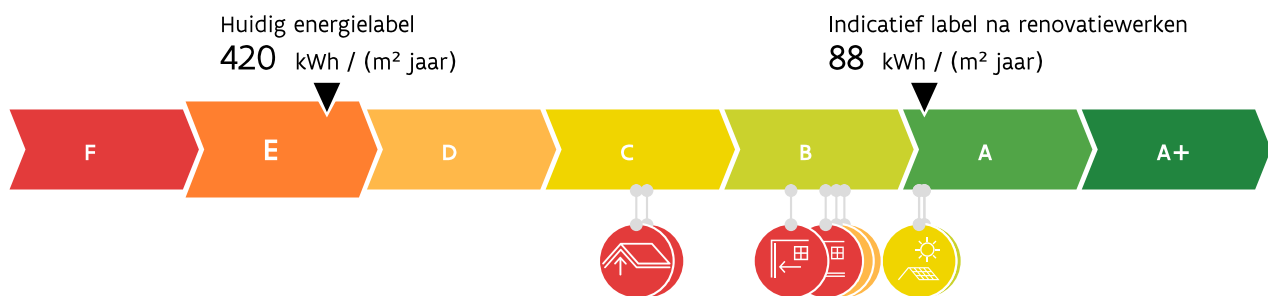 Huidig energielabel
420 kWh / (m² jaar)
Indicatief label na renovatiewerken
88 kWh / (m² jaar)
F E D C B A A+